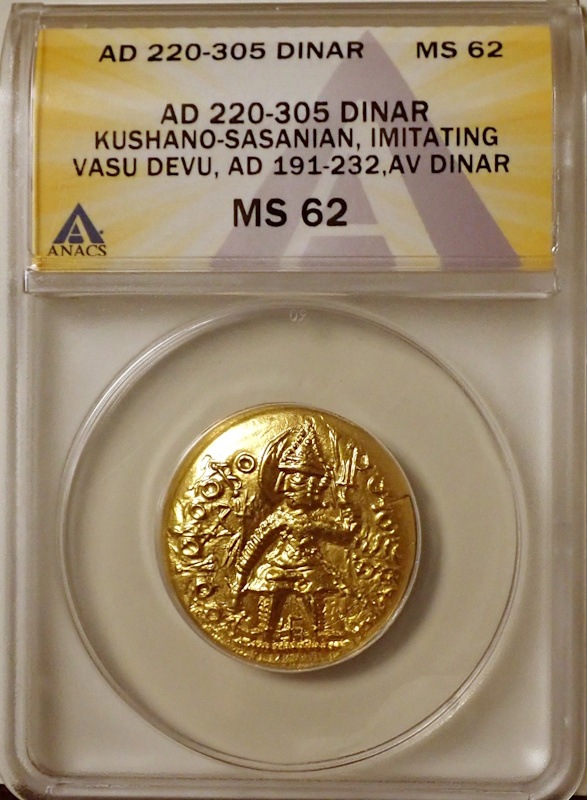 AD 220-305 DINAR MS 62
AD 220-305 DINAR
KUSHANO-SASANIAN, IMITATING
VASU DEVU, AD 191-232,AV DINAR
MS 62
ANACS